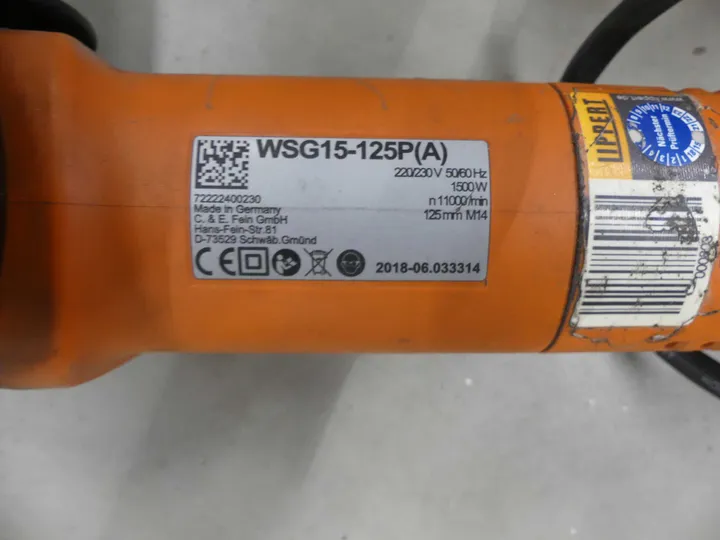 WSG15-125P(A)
220/230 V 50/60 Hz
1500 W
n 11000/min
125 mm M14
72222400230
Made in Germany
C. & E. Fein GmbH
Hans-Fein-Str.81
D-73529 Schwäb.Gmünd
CE
2018-06.033314
LIPPERT
Nächster
Prüftermin